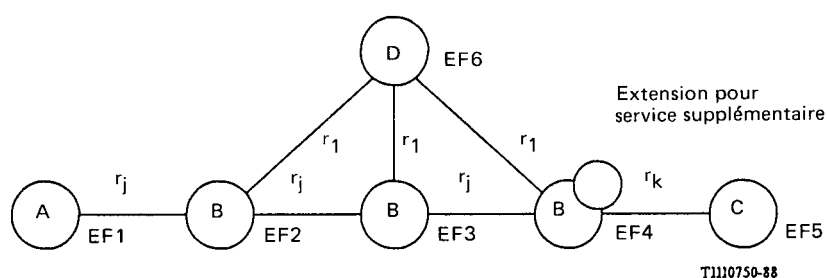 D
EF6
Extension pour
service supplémentaire
r1
r1
r1
rj
rj
rj
rk
A
B
B
B
C
EF1
EF2
EF3
EF4
EF5
T1110750-88